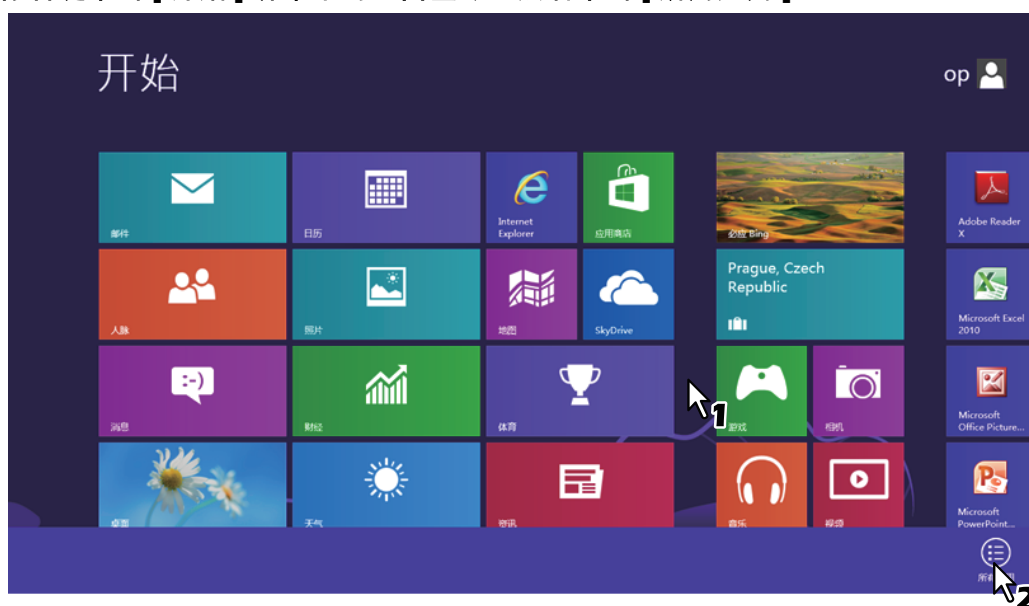 开始
op
邮件
日历
Internet
Explorer
应用商店
必应 Bing
Adobe Reader
X
人脉
照片
地图
SkyDrive
Prague, Czech
Republic
Microsoft Excel
2010
消息
财经
体育
1
游戏
相机
Microsoft
Office Picture...
桌面
天气
资讯
音乐
视频
Microsoft
PowerPoint...
2